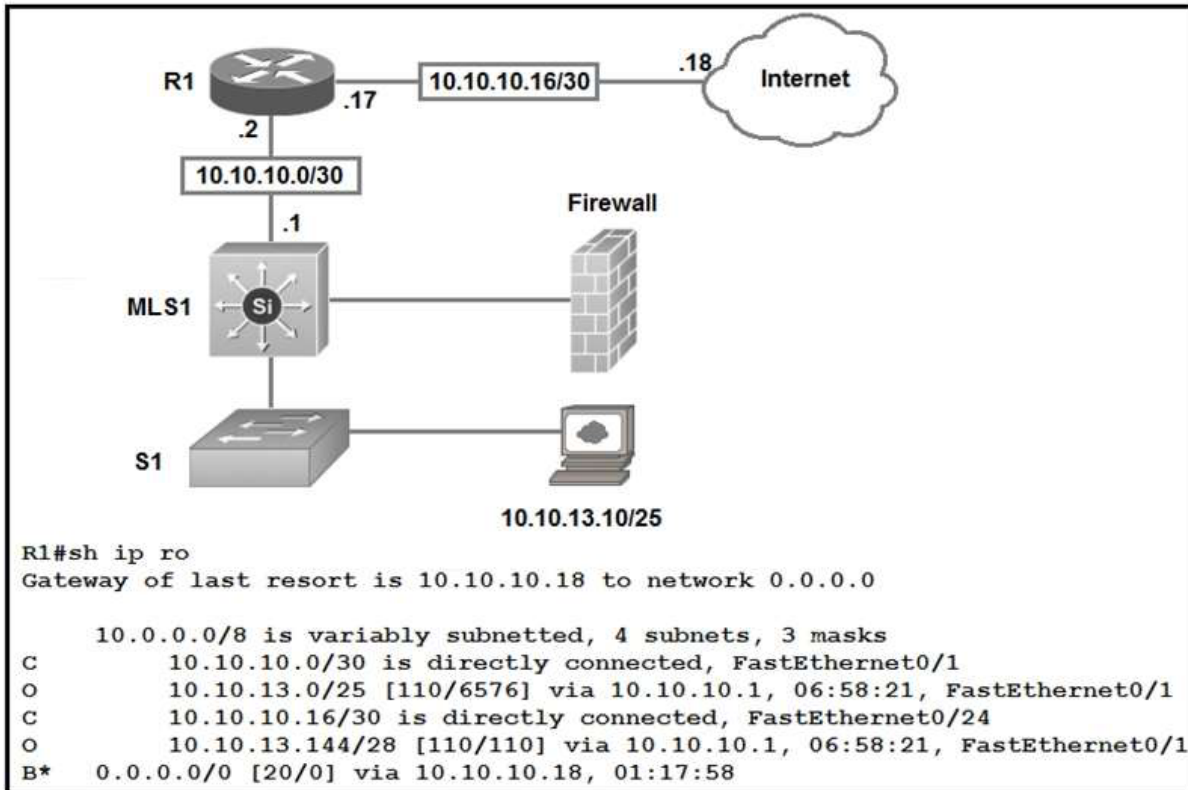 R1
.17
10.10.10.16/30
.18
Internet
.2
10.10.10.0/30
.1
Firewall
MLS1
Si
S1
10.10.13.10/25
R1#sh ip ro
Gateway of last resort is 10.10.10.18 to network 0.0.0.0
10.0.0.0/8 is variably subnetted, 4 subnets, 3 masks
C 10.10.10.0/30 is directly connected, FastEthernet0/1
O 10.10.13.0/25 [110/6576] via 10.10.10.1, 06:58:21, FastEthernet0/1
C 10.10.10.16/30 is directly connected, FastEthernet0/24
O 10.10.13.144/28 [110/110] via 10.10.10.1, 06:58:21, FastEthernet0/1
B* 0.0.0.0/0 [20/0] via 10.10.10.18, 01:17:58